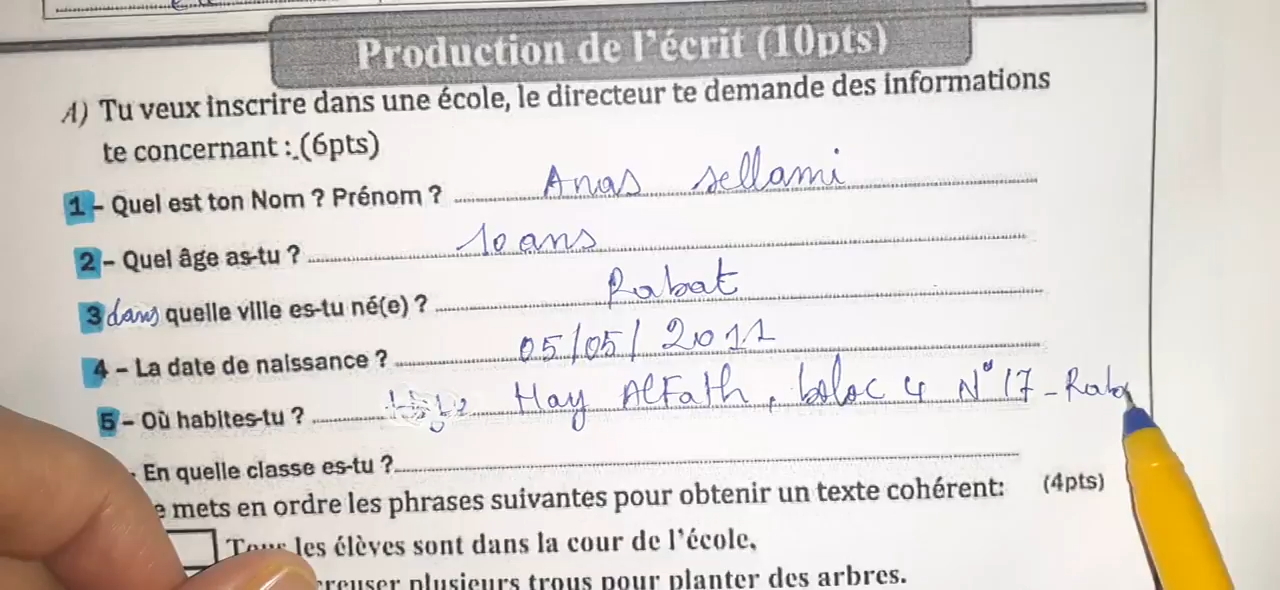 Production de l'écrit (10pts)
A) Tu veux inscrire dans une école, le directeur te demande des informations
te concernant :.(6pts)
1 - Quel est ton Nom ? Prénom ? Anas sellami
2 - Quel âge as-tu ? 10 ans
3 dans quelle ville es-tu né(e) ? Rabat
4 - La date de naissance ? 05/05/2011
5 - Où habites-tu ? Hay AlFath, boloc 4 N° 17 - Raba
En quelle classe es-tu ?
e mets en ordre les phrases suivantes pour obtenir un texte cohérent: (4pts)
Tous les élèves sont dans la cour de l'école,
creuser plusieurs trous pour planter des arbres.